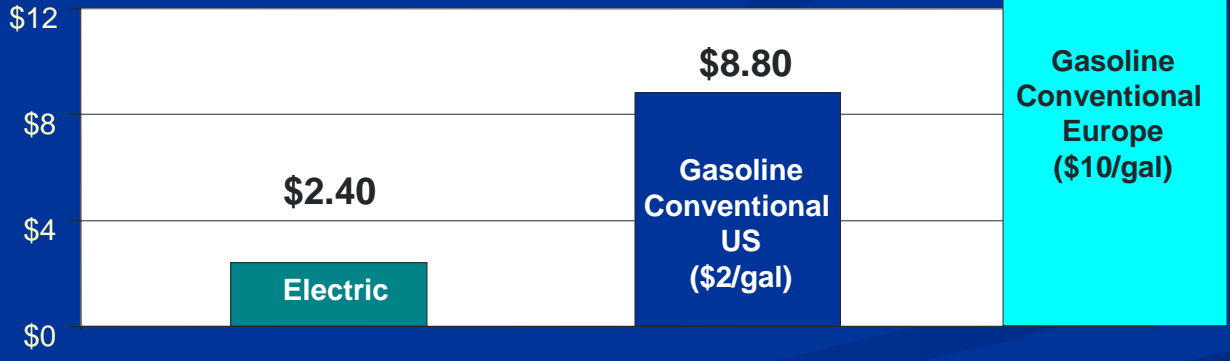 $12
$8
$4
$0
$2.40
Electric
$8.80
Gasoline
Conventional
US
($2/gal)
Gasoline
Conventional
Europe
($10/gal)